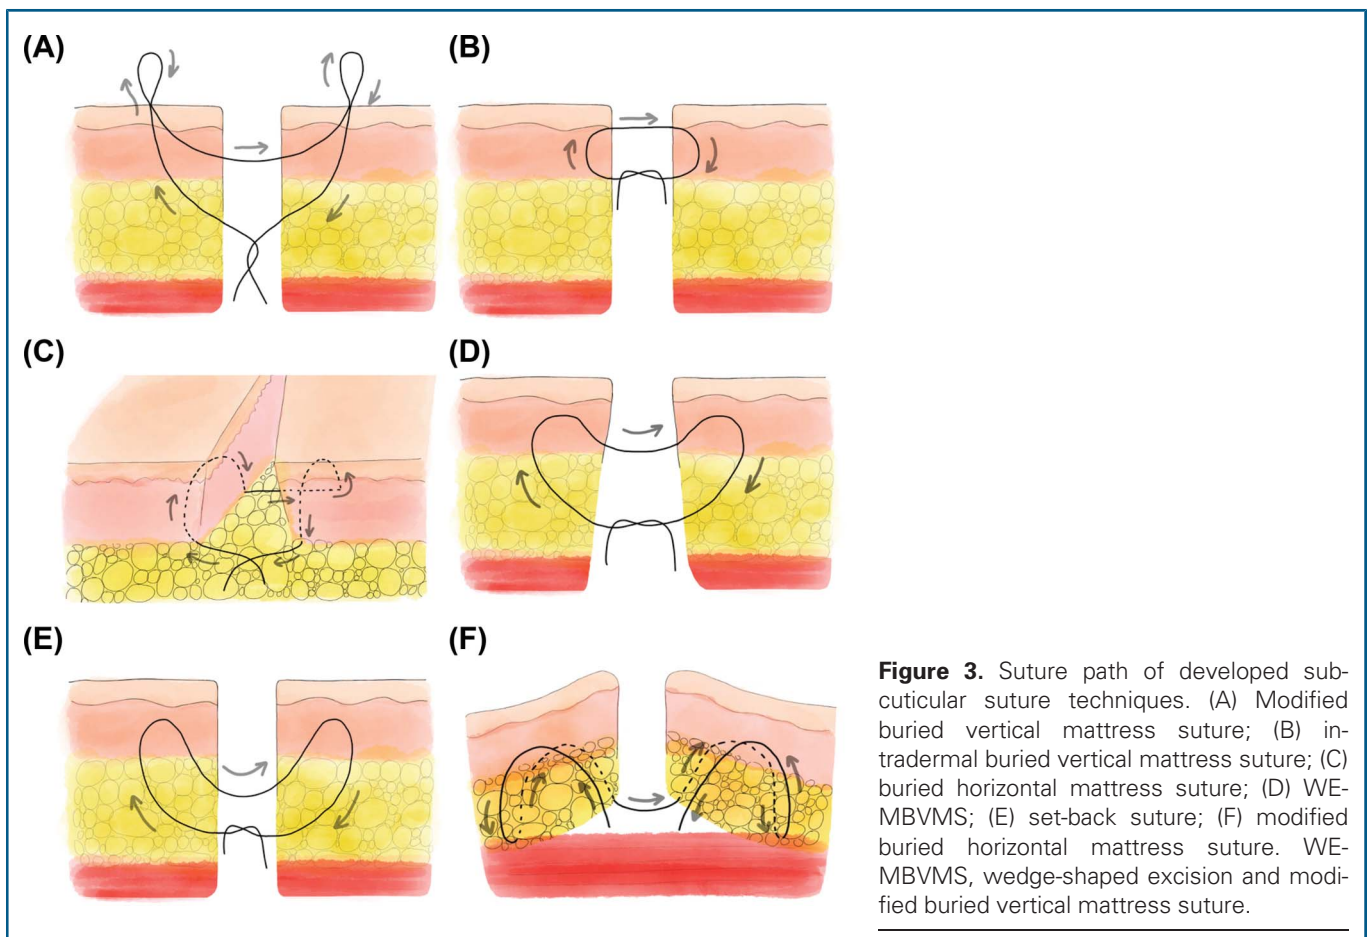 (A)
(B)
(C)
(D)
(E)
(F)
Figure 3. Suture path of developed sub-
cuticular suture techniques. (A) Modified
buried vertical mattress suture; (B) in-
tradermal buried vertical mattress suture; (C)
buried horizontal mattress suture; (D) WE-
MBVMS; (E) set-back suture; (F) modified
buried horizontal mattress suture. WE-
MBVMS, wedge-shaped excision and modi-
fied buried vertical mattress suture.